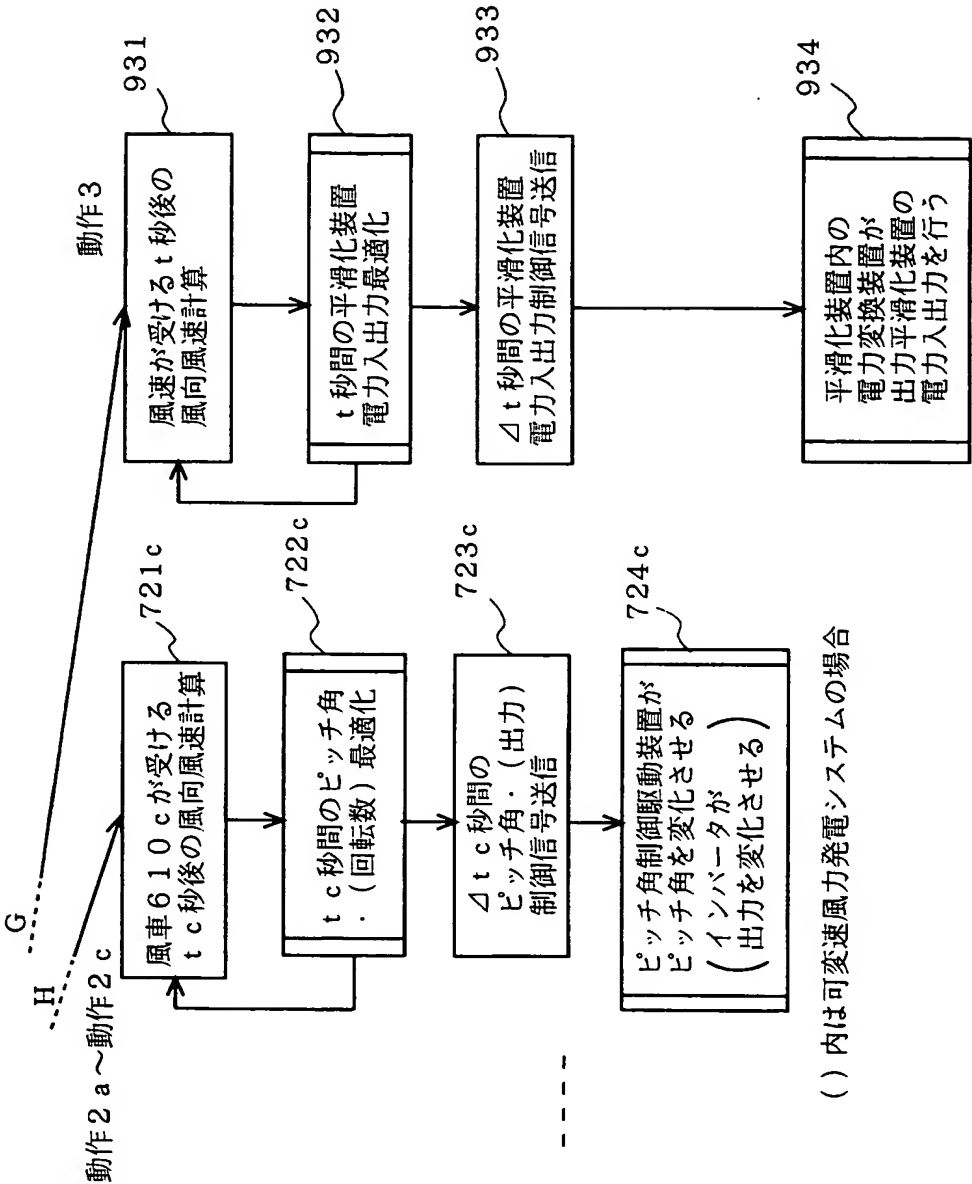 G
H
動作2a～動作2c
動作3
風車610cが受ける
tc秒後の風向風速計算
721c
tc秒間のピッチ角
・(回転数)最適化
722c
⊿tc秒間の
ピッチ角・(出力)
制御信号送信
723c
ピッチ角制御駆動装置が
ピッチ角を変化させる
(インバータが
出力を変化させる)
724c
風速が受けるt秒後の
風向風速計算
931
t秒間の平滑化装置
電力入出力最適化
932
⊿t秒間の平滑化装置
電力入出力制御信号送信
933
平滑化装置内の
電力変換装置が
出力平滑化装置の
電力入出力を行う
934
()内は可変速風力発電システムの場合